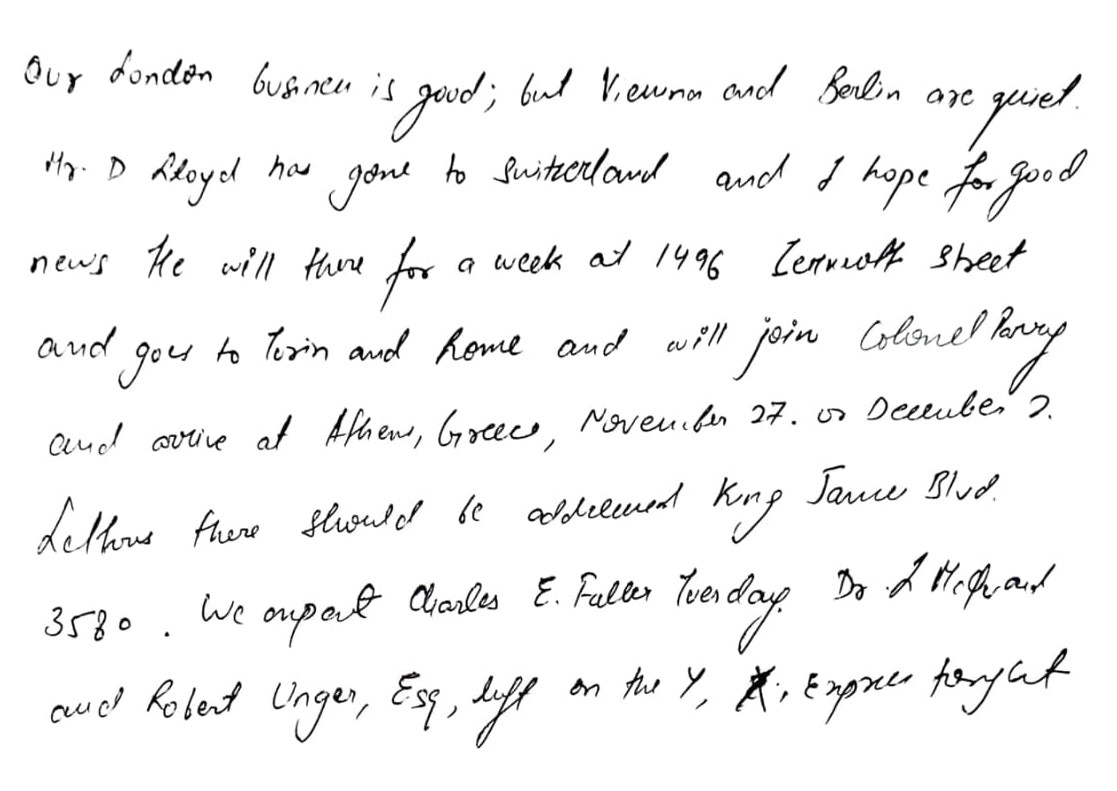 Our London business is good; but Vienna and Berlin are quiet.
Mr. D Lloyd has gone to Switzerland and I hope for good
news He will there for a week at 1496 Zermott Street
and goes to Turin and Rome and will join Colonel Parry
and arrive at Athens, Greece, November 27. or December 2.
Letters there should be addressed King James Blvd.
3580. We expect Charles E. Fuller Tuesday. Dr L McQuaid
and Robert Unger, Esq, left on the Y, X, Express tonight